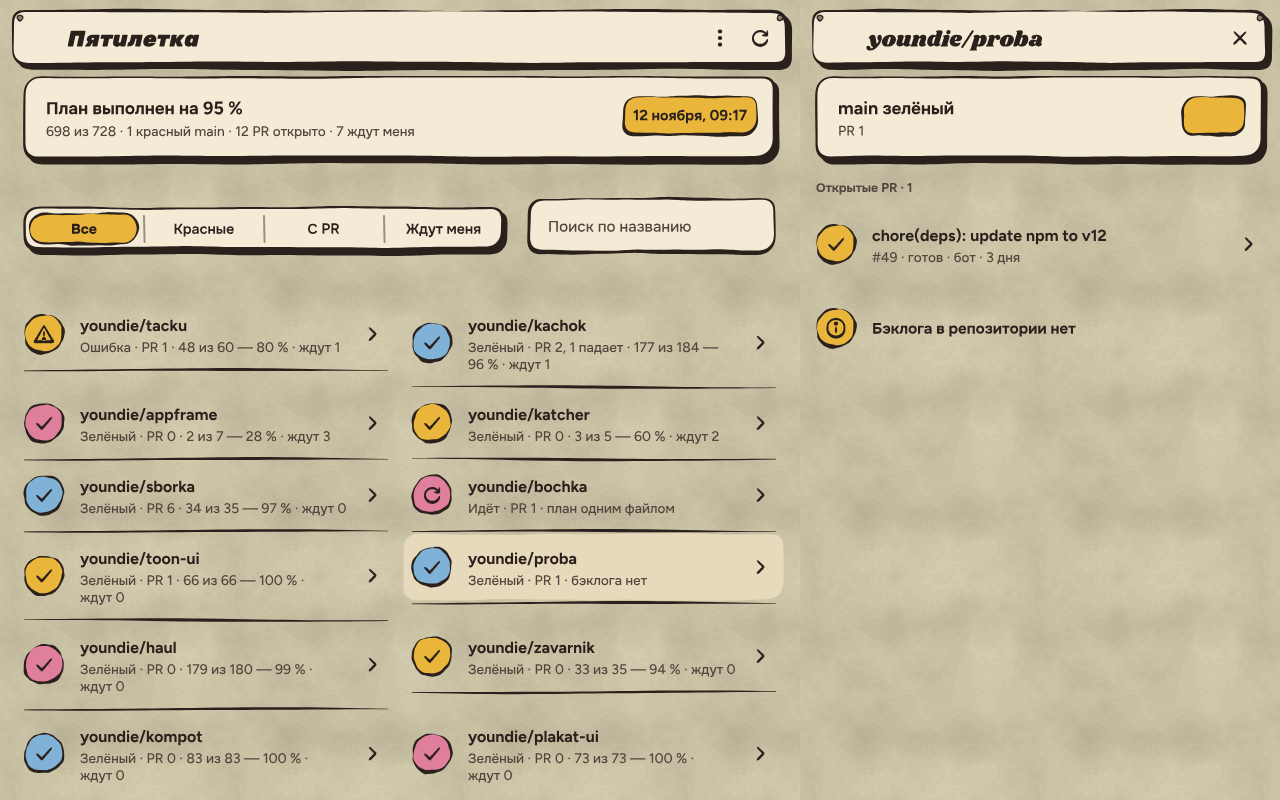 Пятилетка
План выполнен на 95 %
698 из 728 · 1 красный main · 12 PR открыто · 7 ждут меня
12 ноября, 09:17
Все
Красные
С PR
Ждут меня
Поиск по названию
youndie/tacku
Ошибка · PR 1 · 48 из 60 — 80 % · ждут 1
youndie/kachok
Зелёный · PR 2, 1 падает · 177 из 184 —
96 % · ждут 1
youndie/appframe
Зелёный · PR 0 · 2 из 7 — 28 % · ждут 3
youndie/katcher
Зелёный · PR 0 · 3 из 5 — 60 % · ждут 2
youndie/sborka
Зелёный · PR 6 · 34 из 35 — 97 % · ждут 0
youndie/bochka
Идёт · PR 1 · план одним файлом
youndie/toon-ui
Зелёный · PR 1 · 66 из 66 — 100 % ·
ждут 0
youndie/proba
Зелёный · PR 1 · бэклога нет
youndie/haul
Зелёный · PR 0 · 179 из 180 — 99 % ·
ждут 0
youndie/zavarnik
Зелёный · PR 0 · 33 из 35 — 94 % · ждут 0
youndie/kompot
Зелёный · PR 0 · 83 из 83 — 100 % ·
ждут 0
youndie/plakat-ui
Зелёный · PR 0 · 73 из 73 — 100 % ·
ждут 0
youndie/proba
main зелёный
PR 1
Открытые PR · 1
chore(deps): update npm to v12
#49 · готов · бот · 3 дня
Бэклога в репозитории нет